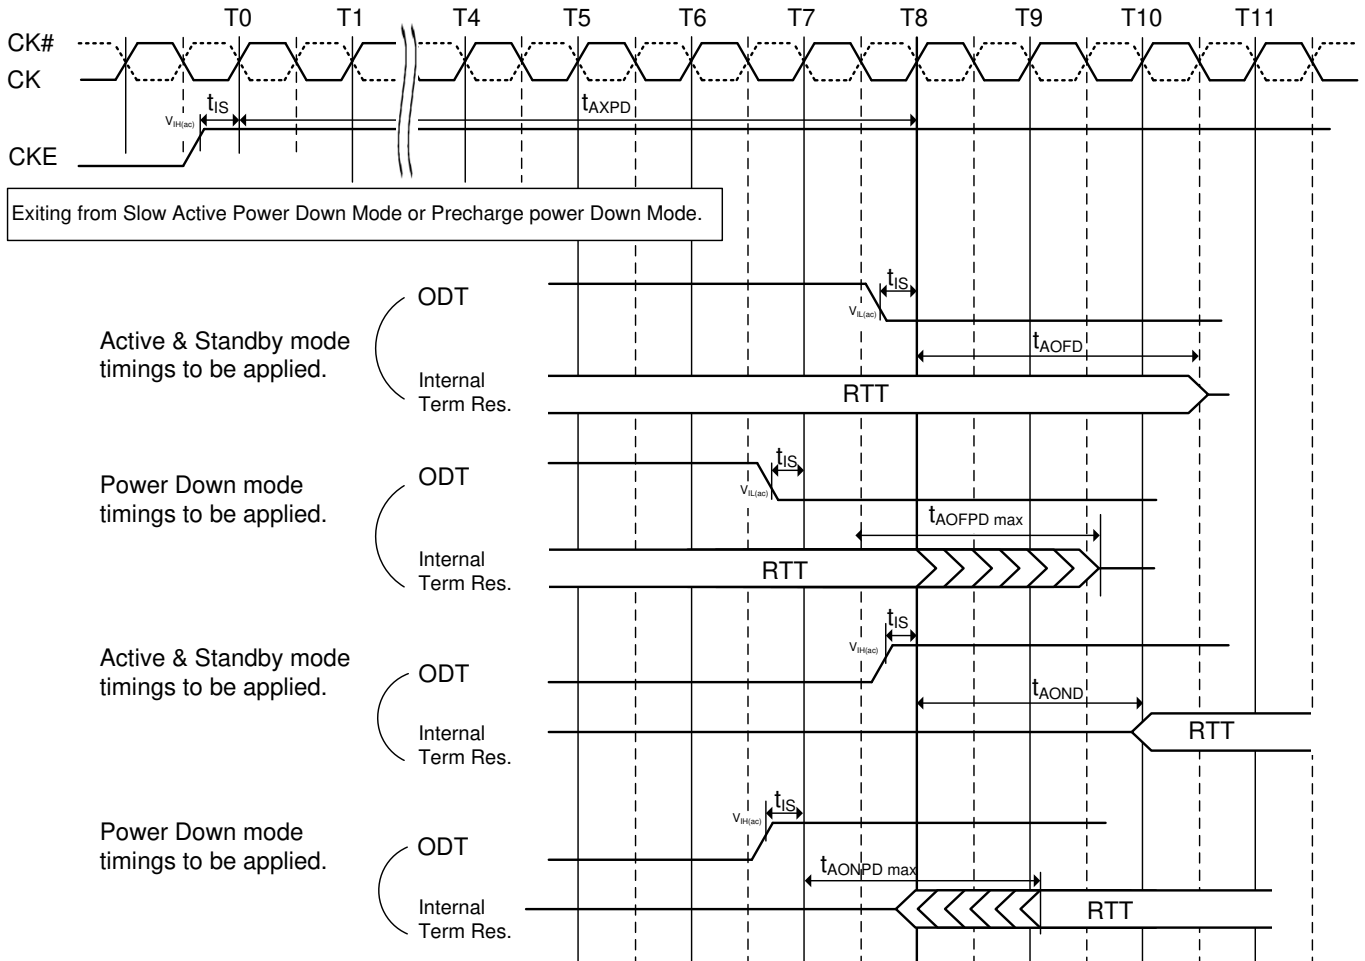 T0 T1 T4 T5 T6 T7 T8 T9 T10 T11
CK#
CK
tIS
tAXPD
VIH(ac)
CKE
Exiting from Slow Active Power Down Mode or Precharge power Down Mode.
tIS
ODT
VIL(ac)
Active & Standby mode
timings to be applied.
tAOFD
Internal
Term Res.
RTT
tIS
ODT
VIL(ac)
Power Down mode
timings to be applied.
tAOFPD max
Internal
Term Res.
RTT
tIS
VIH(ac)
Active & Standby mode
timings to be applied.
ODT
tAOND
Internal
Term Res.
RTT
tIS
VIH(ac)
Power Down mode
timings to be applied.
ODT
tAONPD max
Internal
Term Res.
RTT